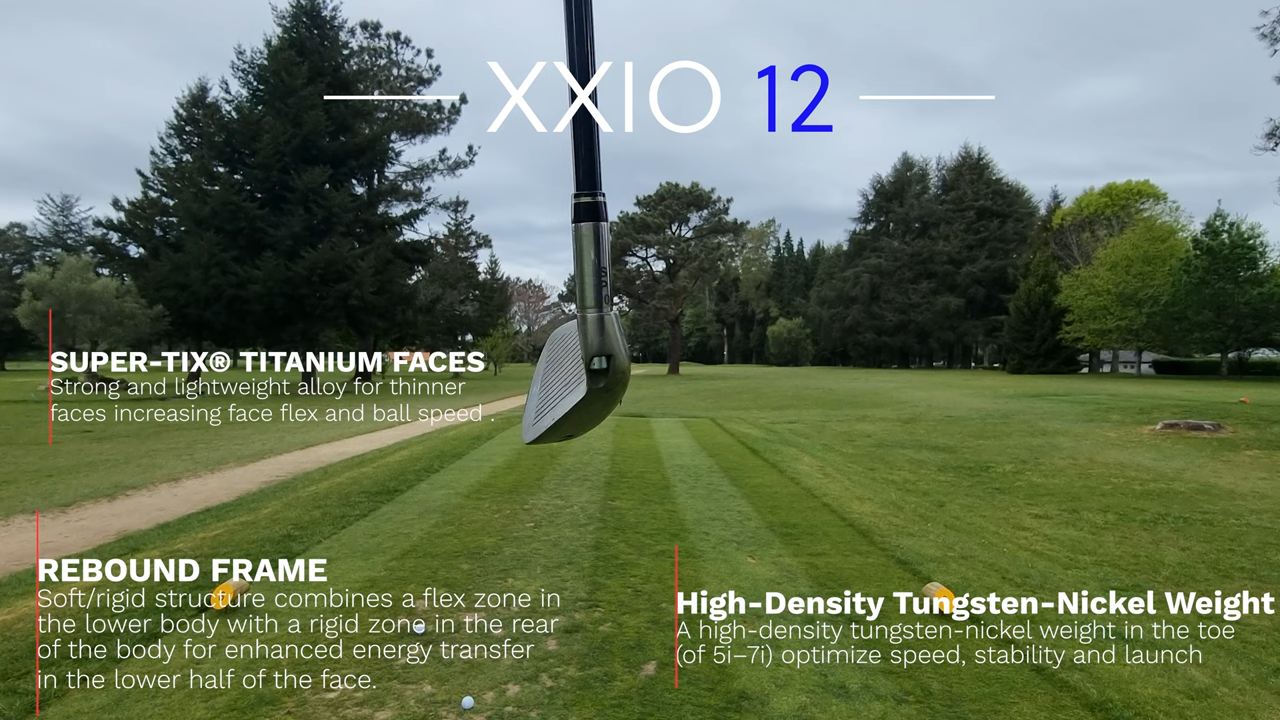 XXIO 12
SUPER-TIX® TITANIUM FACES
Strong and lightweight alloy for thinner
faces increasing face flex and ball speed .
REBOUND FRAME
Soft/rigid structure combines a flex zone in
the lower body with a rigid zone in the rear
of the body for enhanced energy transfer
in the lower half of the face.
High-Density Tungsten-Nickel Weight
A high-density tungsten-nickel weight in the toe
(of 5i–7i) optimize speed, stability and launch